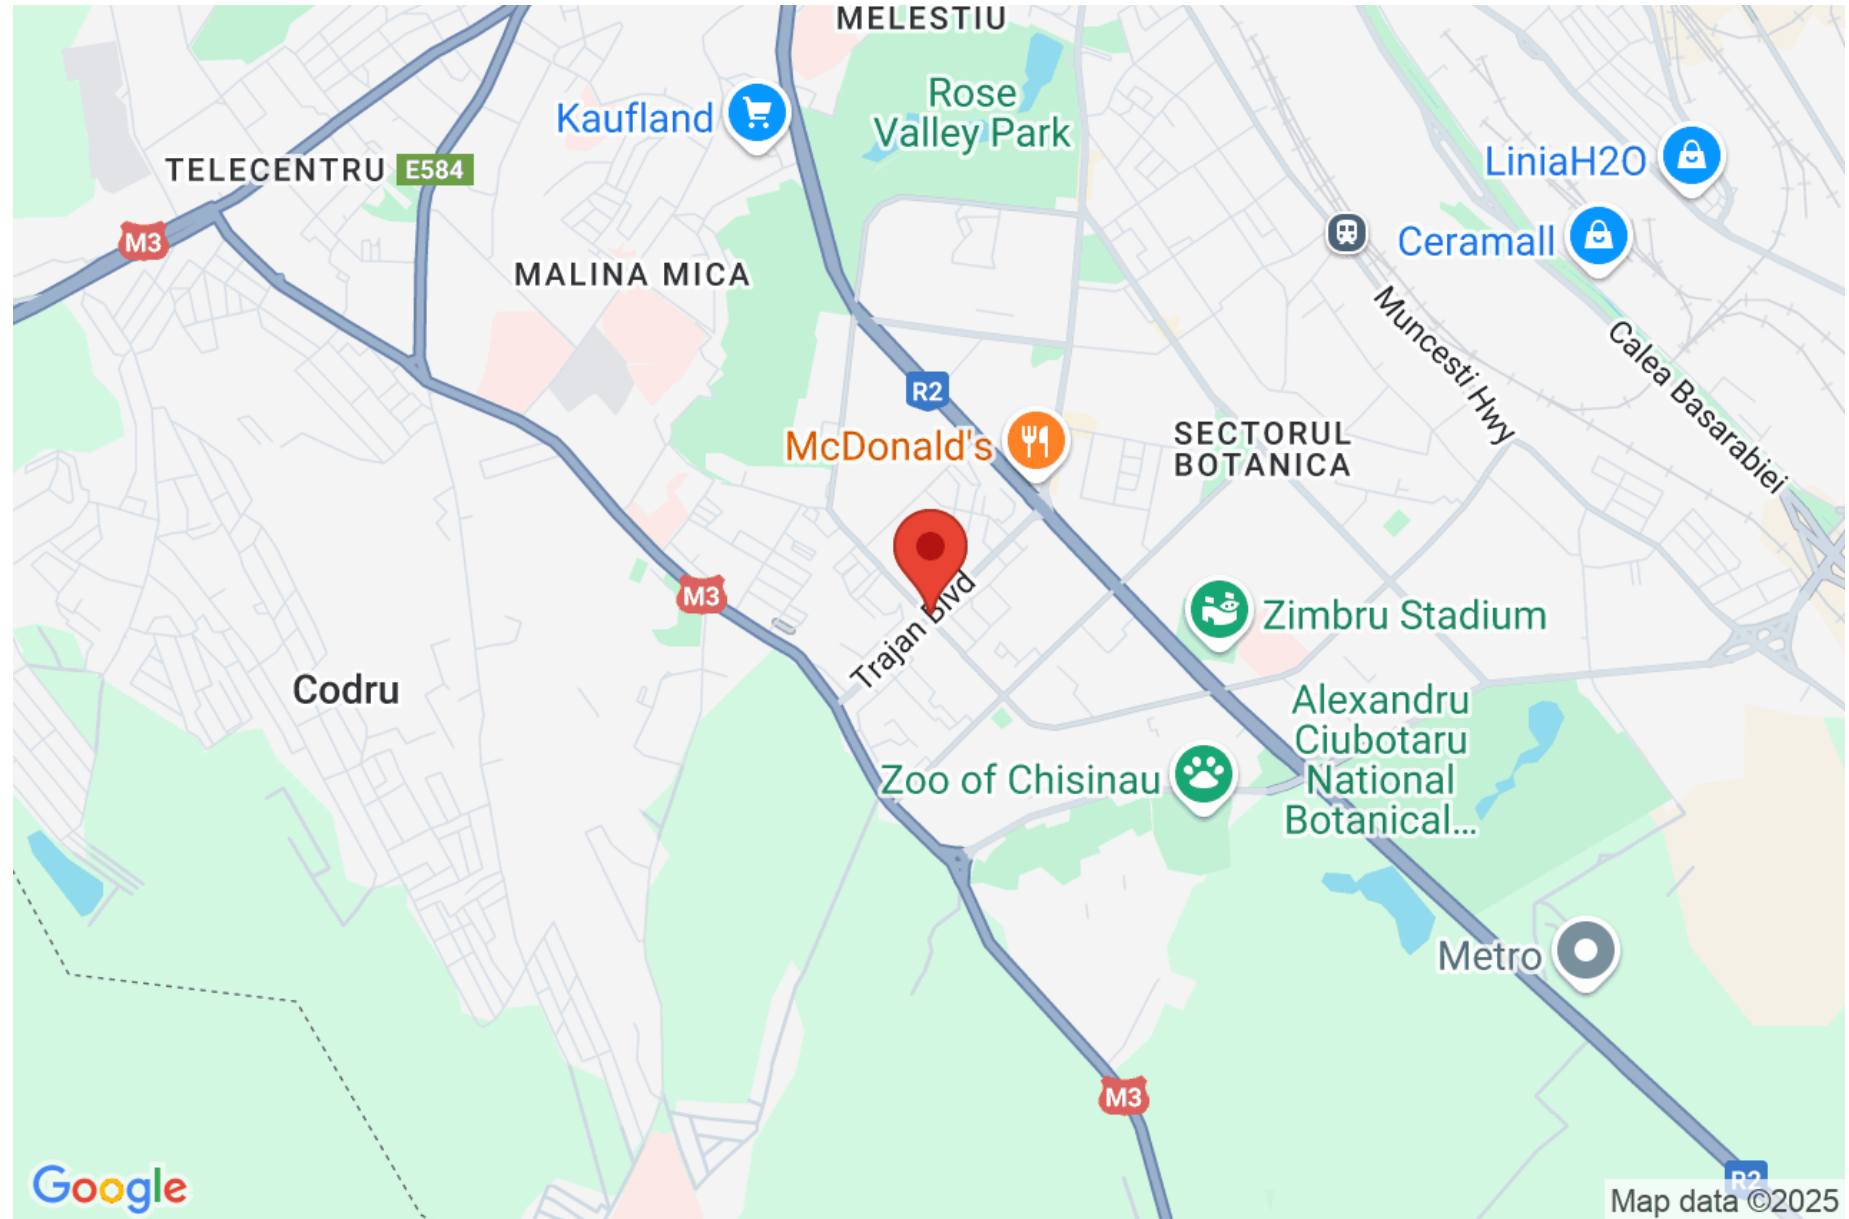 MELESTIU
Rose
Valley Park
Kaufland
LiniaH2O
TELECENTRU
E584
M3
Ceramall
MALINA MICA
Muncesti Hwy
Calea Basarabiei
R2
McDonald's
SECTORUL
BOTANICA
M3
Trajan Blvd
Zimbru Stadium
Codru
Alexandru
Ciubotaru
National
Botanical...
Zoo of Chisinau
Metro
M3
R2
Google
Map data ©2025